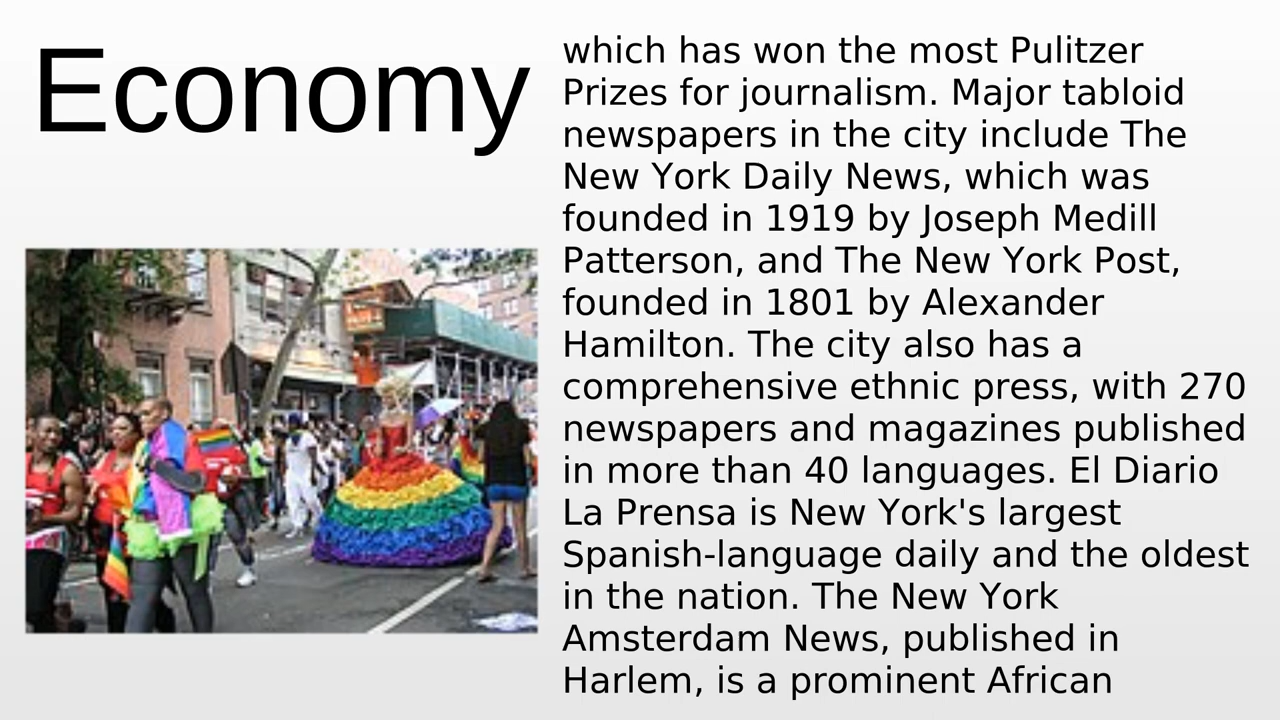 Economy
which has won the most Pulitzer
Prizes for journalism. Major tabloid
newspapers in the city include The
New York Daily News, which was
founded in 1919 by Joseph Medill
Patterson, and The New York Post,
founded in 1801 by Alexander
Hamilton. The city also has a
comprehensive ethnic press, with 270
newspapers and magazines published
in more than 40 languages. El Diario
La Prensa is New York's largest
Spanish-language daily and the oldest
in the nation. The New York
Amsterdam News, published in
Harlem, is a prominent African